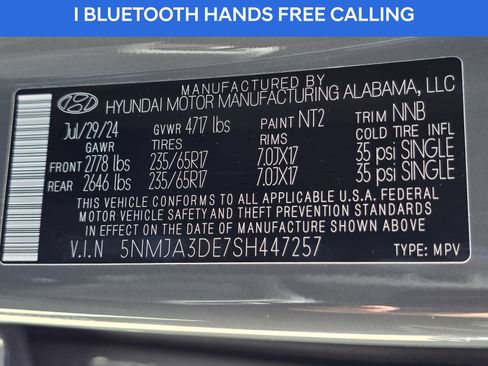 I BLUETOOTH HANDS FREE CALLING
MANUFACTURED BY
HYUNDAI MOTOR MANUFACTURING ALABAMA, LLC
Jul/29/24 GVWR 4717 lbs PAINT NT2 TRIM NNB
GAWR TIRES RIMS COLD TIRE INFL
FRONT 2778 lbs 235/65R17 7.0JX17 35 psi SINGLE
REAR 2646 lbs 235/65R17 7.0JX17 35 psi SINGLE
THIS VEHICLE CONFORMS TO ALL APPLICABLE U.S.A. FEDERAL
MOTOR VEHICLE SAFETY AND THEFT PREVENTION STANDARDS
IN EFFECT ON THE DATE OF MANUFACTURE SHOWN ABOVE.
V.I.N 5NMJA3DE7SH447257 TYPE: MPV